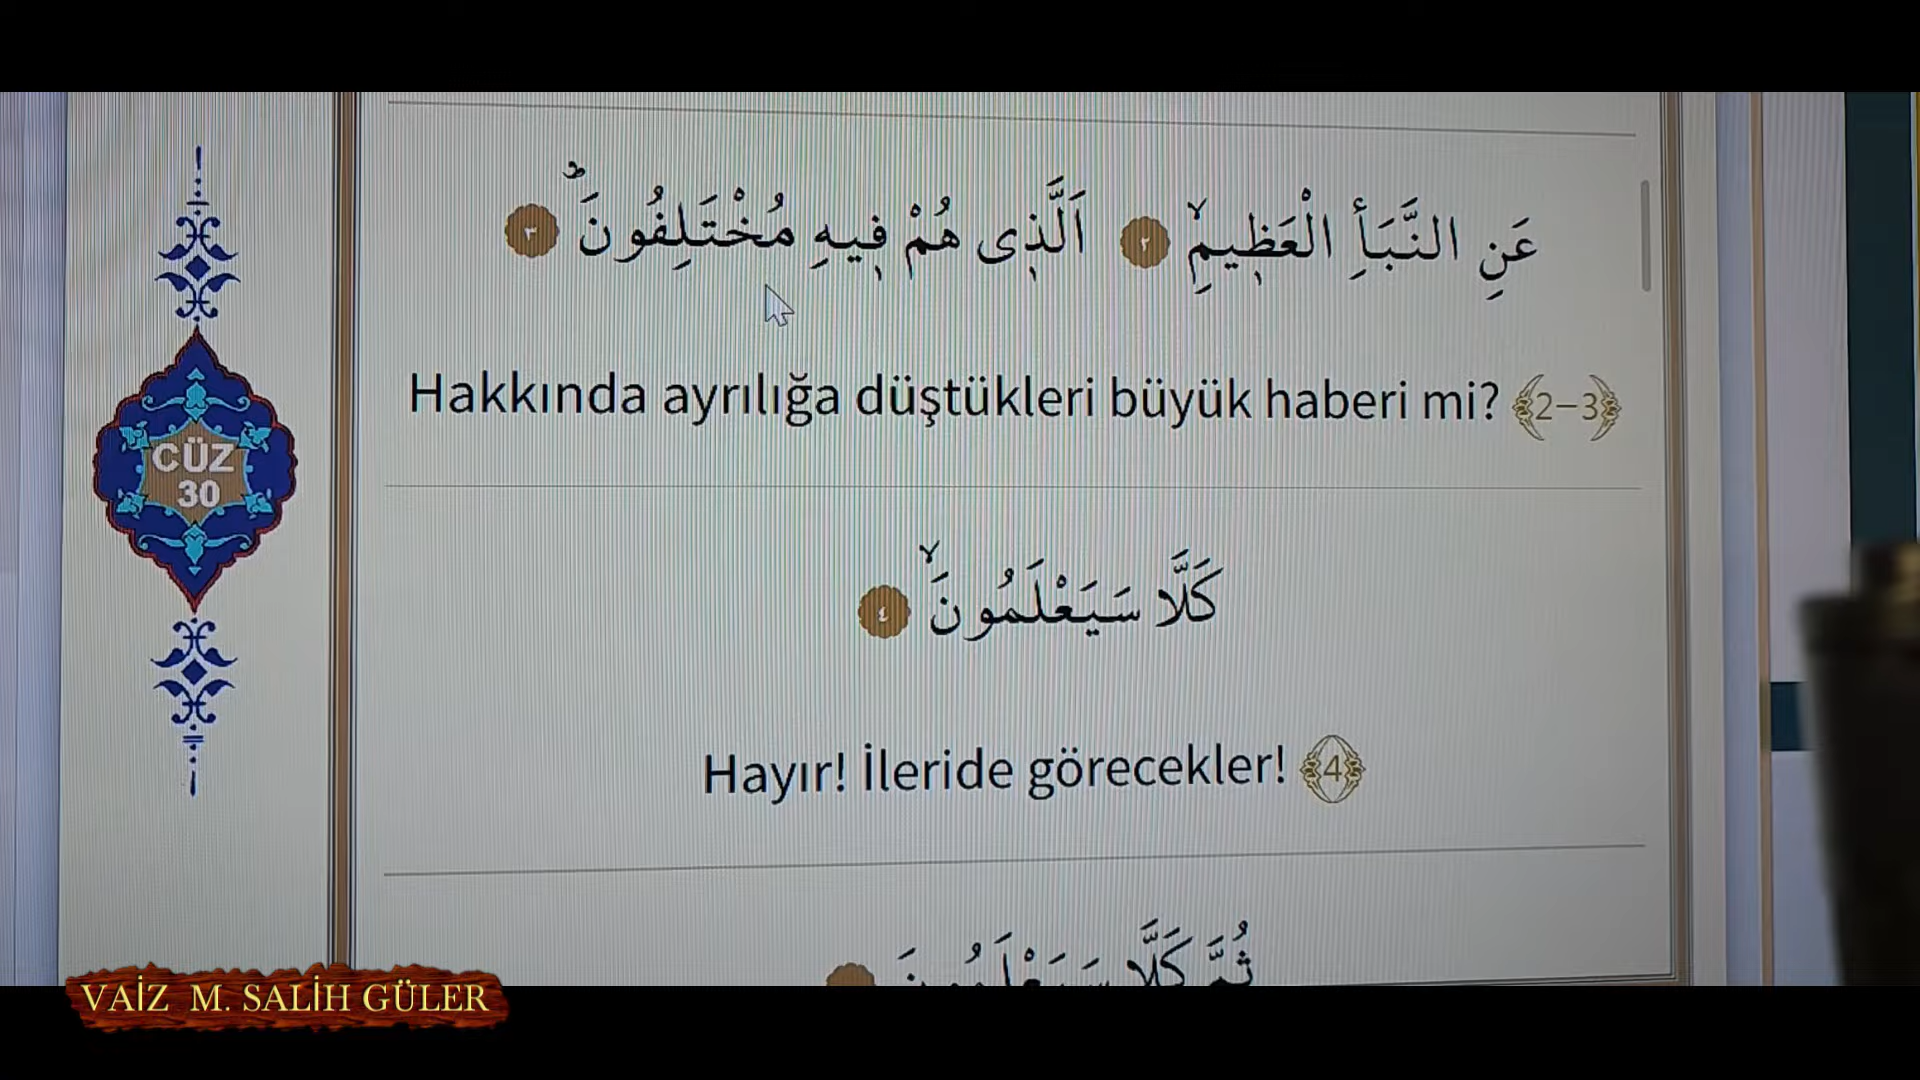 عَنِ النَّبَأِ الْعَظ۪يمِۙ ﴿٢﴾ اَلَّذ۪ى هُمْ ف۪يهِ مُخْتَلِفُونَۜ ﴿٣﴾
Hakkında ayrılığa düştükleri büyük haberi mi? ﴾2–3﴿
CÜZ
30
كَلَّا سَيَعْلَمُونَۙ ﴿٤﴾
Hayır! İleride görecekler! ﴾4﴿
ثُمَّ كَلَّا سَيَعْلَمُونَ
VAİZ M. SALİH GÜLER